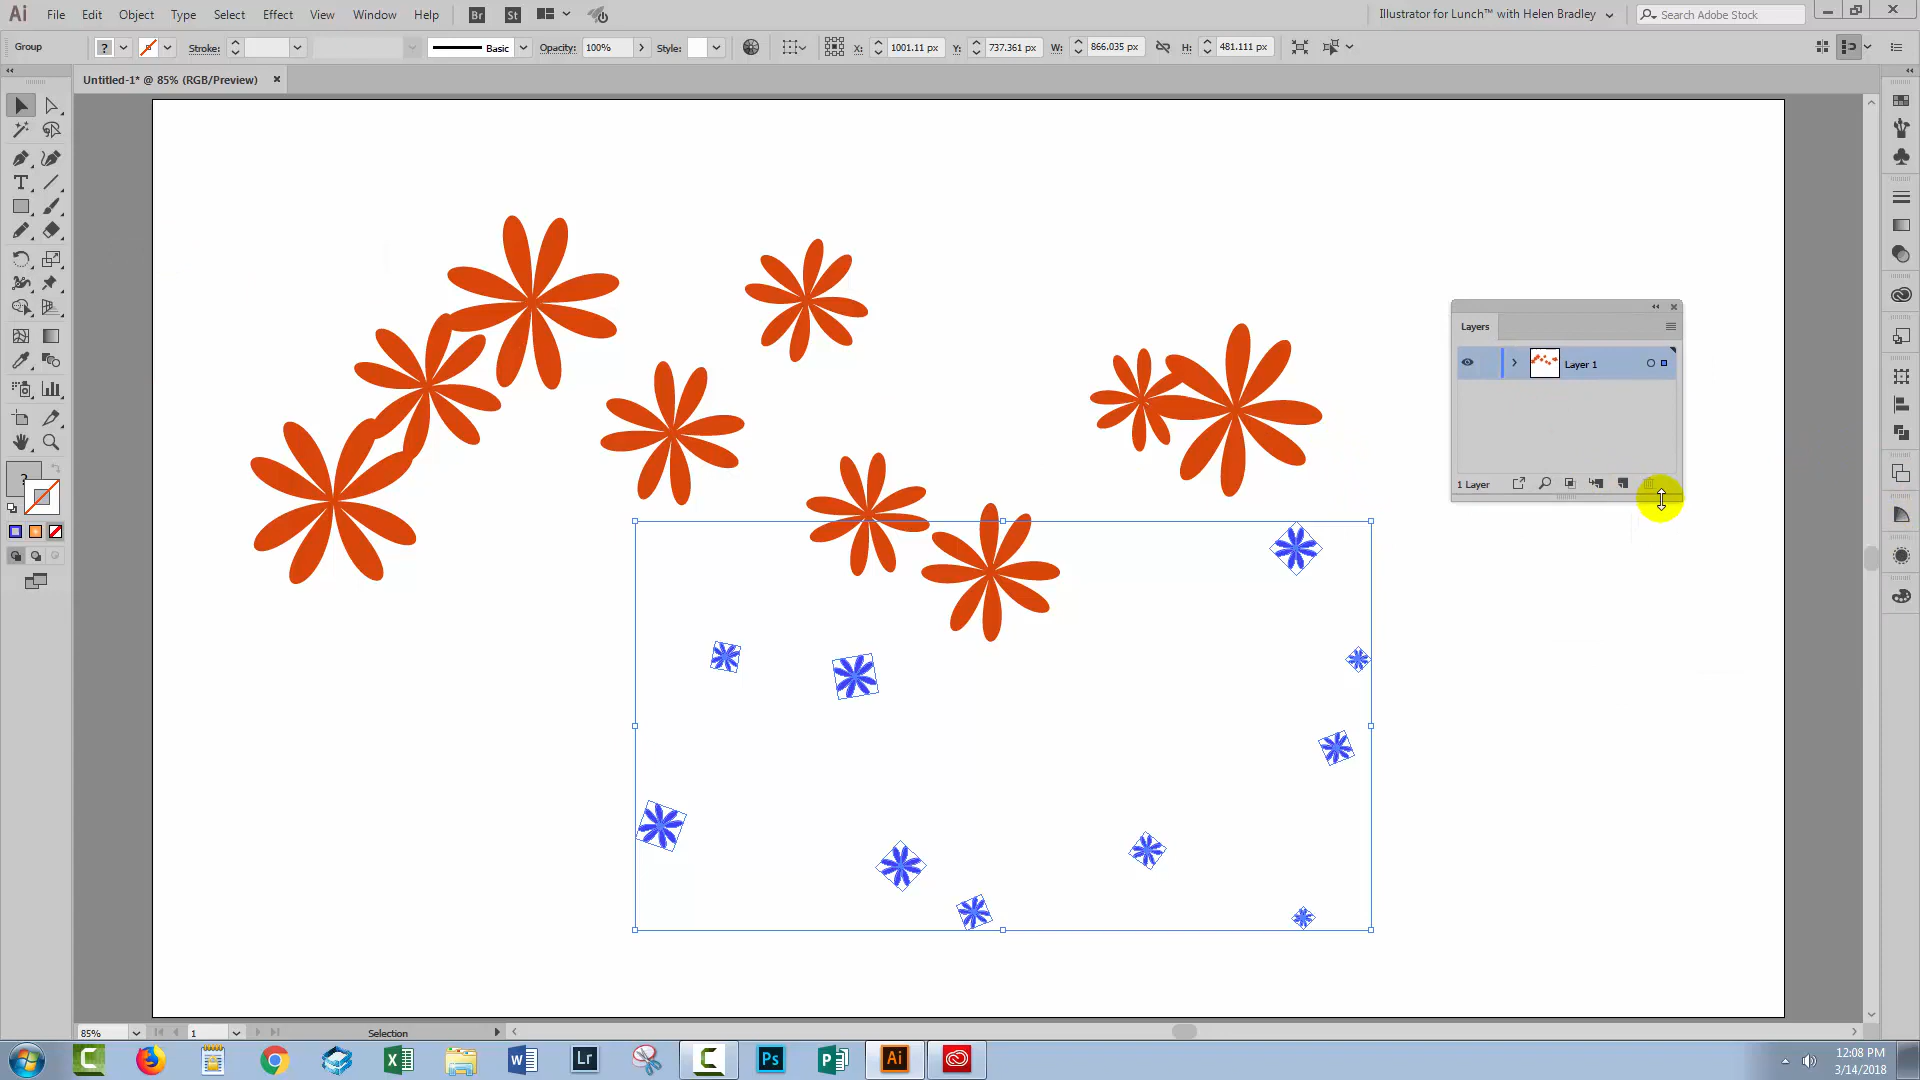 Ai File Edit Object Type Select Effect View Window Help Br St Illustrator for Lunch™ with Helen Bradley Search Adobe Stock
Group ? Stroke: Basic Opacity: 100% Style: X: 1001.11 px Y: 737.361 px W: 866.035 px H: 481.111 px
Untitled-1* @ 85% (RGB/Preview)
Layers
Layer 1
1 Layer
T
?
85% 1 Selection
C X W Lr C Ps P Ai
12:08 PM
3/14/2018